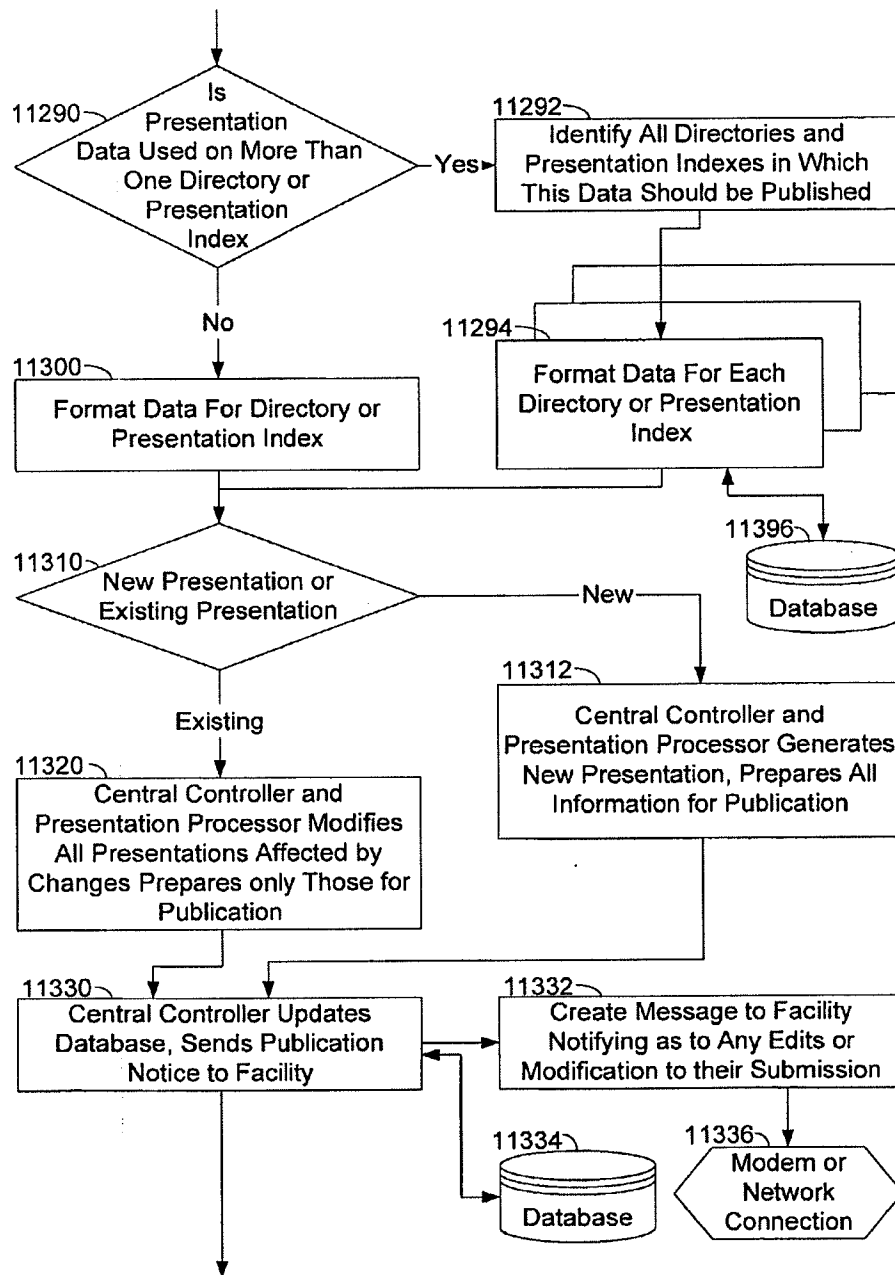 11290
Is
Presentation
Data Used on More Than
One Directory or
Presentation
Index
Yes
11292
Identify All Directories and
Presentation Indexes in Which
This Data Should be Published
No
11294
Format Data For Each
Directory or Presentation
Index
11300
Format Data For Directory or
Presentation Index
11396
Database
11310
New Presentation or
Existing Presentation
New
11312
Central Controller and
Presentation Processor Generates
New Presentation, Prepares All
Information for Publication
Existing
11320
Central Controller and
Presentation Processor Modifies
All Presentations Affected by
Changes Prepares only Those for
Publication
11330
Central Controller Updates
Database, Sends Publication
Notice to Facility
11332
Create Message to Facility
Notifying as to Any Edits or
Modification to their Submission
11334
Database
11336
Modem or
Network
Connection